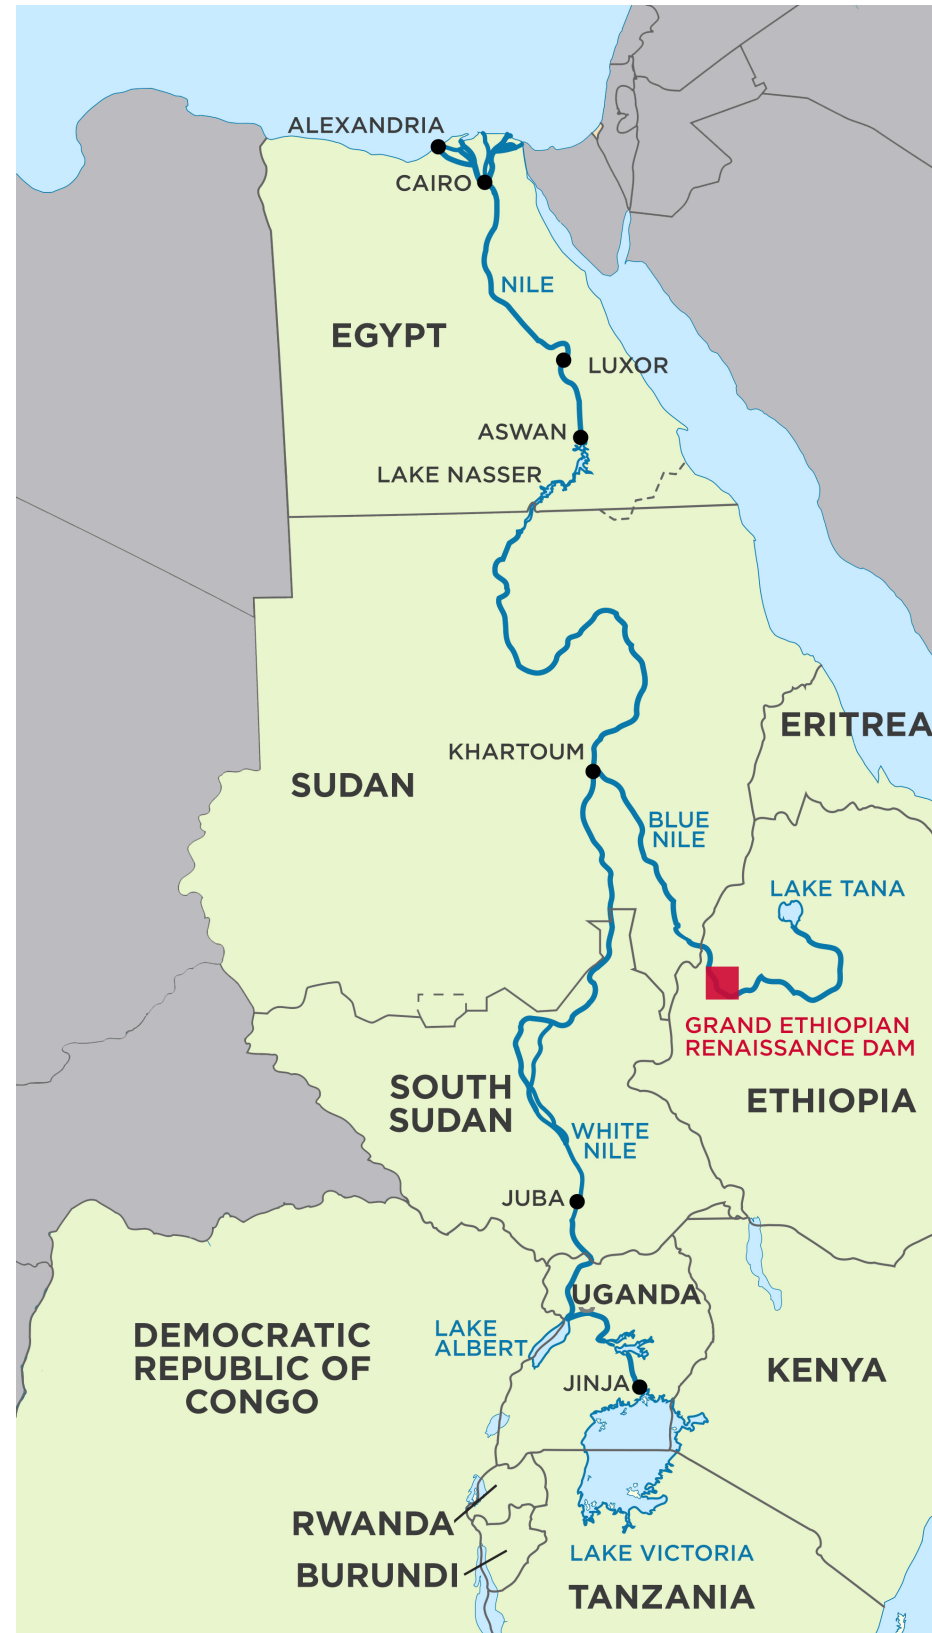 ALEXANDRIA
CAIRO
NILE
EGYPT
LUXOR
ASWAN
LAKE NASSER
ERITREA
KHARTOUM
SUDAN
BLUE
NILE
LAKE TANA
GRAND ETHIOPIAN
RENAISSANCE DAM
SOUTH
SUDAN
ETHIOPIA
WHITE
NILE
JUBA
UGANDA
LAKE
ALBERT
DEMOCRATIC
REPUBLIC OF
CONGO
KENYA
JINJA
RWANDA
LAKE VICTORIA
BURUNDI
TANZANIA